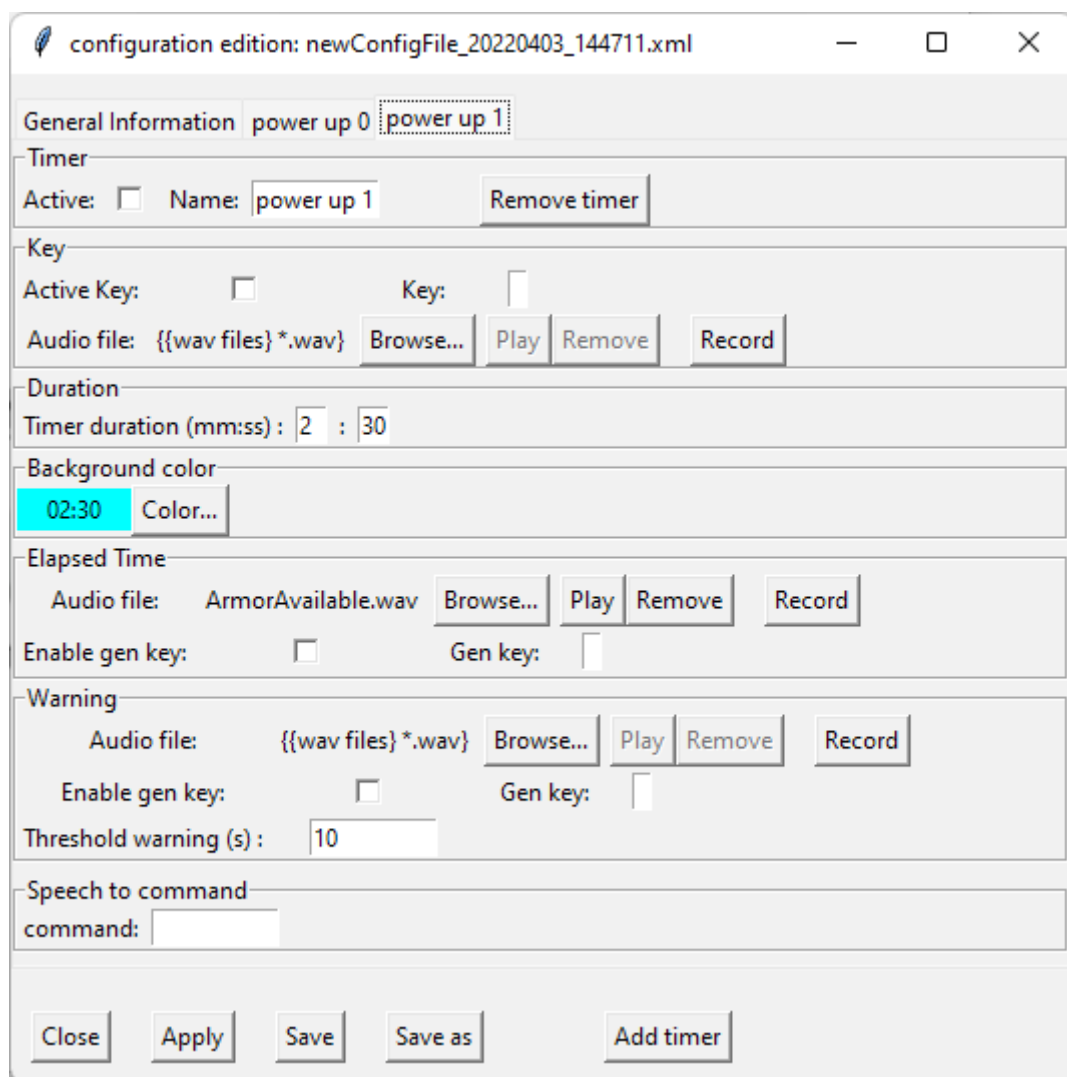 configuration edition: newConfigFile_20220403_144711.xml
General Information power up 0 power up 1
Timer
Active: Name: power up 1 Remove timer
Key
Active Key: Key:
Audio file: {{wav files} *.wav} Browse... Play Remove Record
Duration
Timer duration (mm:ss) : 2 : 30
Background color
02:30 Color...
Elapsed Time
Audio file: ArmorAvailable.wav Browse... Play Remove Record
Enable gen key: Gen key:
Warning
Audio file: {{wav files} *.wav} Browse... Play Remove Record
Enable gen key: Gen key:
Threshold warning (s) : 10
Speech to command
command:
Close Apply Save Save as Add timer